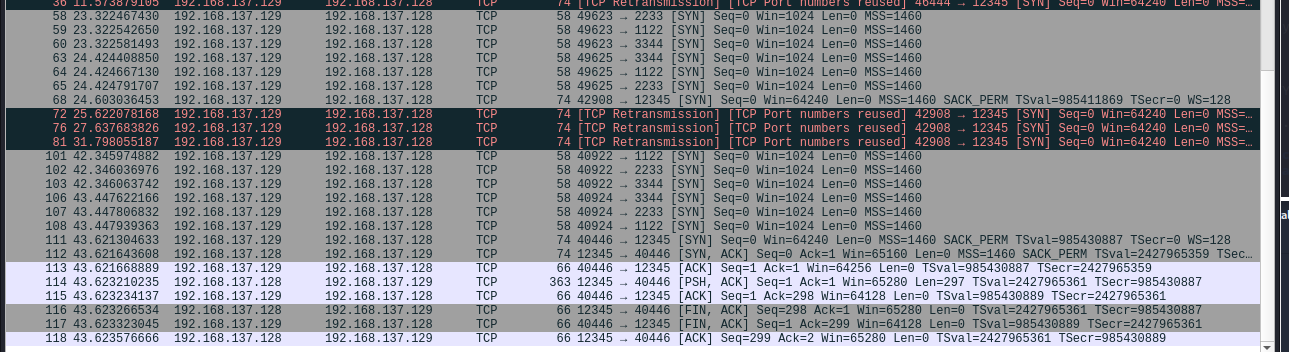 36 11.573879105 192.168.137.129 192.168.137.128 TCP 74 [TCP Retransmission] [TCP Port numbers reused] 46444 → 12345 [SYN] Seq=0 Win=64240 Len=0 MSS=…
58 23.322467430 192.168.137.129 192.168.137.128 TCP 58 49623 → 2233 [SYN] Seq=0 Win=1024 Len=0 MSS=1460
59 23.322542650 192.168.137.129 192.168.137.128 TCP 58 49623 → 1122 [SYN] Seq=0 Win=1024 Len=0 MSS=1460
60 23.322581493 192.168.137.129 192.168.137.128 TCP 58 49623 → 3344 [SYN] Seq=0 Win=1024 Len=0 MSS=1460
63 24.424408850 192.168.137.129 192.168.137.128 TCP 58 49625 → 3344 [SYN] Seq=0 Win=1024 Len=0 MSS=1460
64 24.424667130 192.168.137.129 192.168.137.128 TCP 58 49625 → 1122 [SYN] Seq=0 Win=1024 Len=0 MSS=1460
65 24.424791707 192.168.137.129 192.168.137.128 TCP 58 49625 → 2233 [SYN] Seq=0 Win=1024 Len=0 MSS=1460
68 24.603036453 192.168.137.129 192.168.137.128 TCP 74 42908 → 12345 [SYN] Seq=0 Win=64240 Len=0 MSS=1460 SACK_PERM TSval=985411869 TSecr=0 WS=128
72 25.622078168 192.168.137.129 192.168.137.128 TCP 74 [TCP Retransmission] [TCP Port numbers reused] 42908 → 12345 [SYN] Seq=0 Win=64240 Len=0 MSS=…
76 27.637683826 192.168.137.129 192.168.137.128 TCP 74 [TCP Retransmission] [TCP Port numbers reused] 42908 → 12345 [SYN] Seq=0 Win=64240 Len=0 MSS=…
81 31.798055187 192.168.137.129 192.168.137.128 TCP 74 [TCP Retransmission] [TCP Port numbers reused] 42908 → 12345 [SYN] Seq=0 Win=64240 Len=0 MSS=…
101 42.345974882 192.168.137.129 192.168.137.128 TCP 58 40922 → 1122 [SYN] Seq=0 Win=1024 Len=0 MSS=1460
102 42.346036976 192.168.137.129 192.168.137.128 TCP 58 40922 → 2233 [SYN] Seq=0 Win=1024 Len=0 MSS=1460
103 42.346063742 192.168.137.129 192.168.137.128 TCP 58 40922 → 3344 [SYN] Seq=0 Win=1024 Len=0 MSS=1460
106 43.447622166 192.168.137.129 192.168.137.128 TCP 58 40924 → 3344 [SYN] Seq=0 Win=1024 Len=0 MSS=1460
107 43.447806832 192.168.137.129 192.168.137.128 TCP 58 40924 → 2233 [SYN] Seq=0 Win=1024 Len=0 MSS=1460
108 43.447939363 192.168.137.129 192.168.137.128 TCP 58 40924 → 1122 [SYN] Seq=0 Win=1024 Len=0 MSS=1460
111 43.621304633 192.168.137.129 192.168.137.128 TCP 74 40446 → 12345 [SYN] Seq=0 Win=64240 Len=0 MSS=1460 SACK_PERM TSval=985430887 TSecr=0 WS=128
112 43.621643608 192.168.137.128 192.168.137.129 TCP 74 12345 → 40446 [SYN, ACK] Seq=0 Ack=1 Win=65160 Len=0 MSS=1460 SACK_PERM TSval=2427965359 TSec…
113 43.621668889 192.168.137.129 192.168.137.128 TCP 66 40446 → 12345 [ACK] Seq=1 Ack=1 Win=64256 Len=0 TSval=985430887 TSecr=2427965359
114 43.623210235 192.168.137.128 192.168.137.129 TCP 363 12345 → 40446 [PSH, ACK] Seq=1 Ack=1 Win=65280 Len=297 TSval=2427965361 TSecr=985430887
115 43.623234137 192.168.137.129 192.168.137.128 TCP 66 40446 → 12345 [ACK] Seq=1 Ack=298 Win=64128 Len=0 TSval=985430889 TSecr=2427965361
116 43.623266534 192.168.137.128 192.168.137.129 TCP 66 12345 → 40446 [FIN, ACK] Seq=298 Ack=1 Win=65280 Len=0 TSval=2427965361 TSecr=985430887
117 43.623323045 192.168.137.129 192.168.137.128 TCP 66 40446 → 12345 [FIN, ACK] Seq=1 Ack=299 Win=64128 Len=0 TSval=985430889 TSecr=2427965361
118 43.623576666 192.168.137.128 192.168.137.129 TCP 66 12345 → 40446 [ACK] Seq=299 Ack=2 Win=65280 Len=0 TSval=2427965361 TSecr=985430889